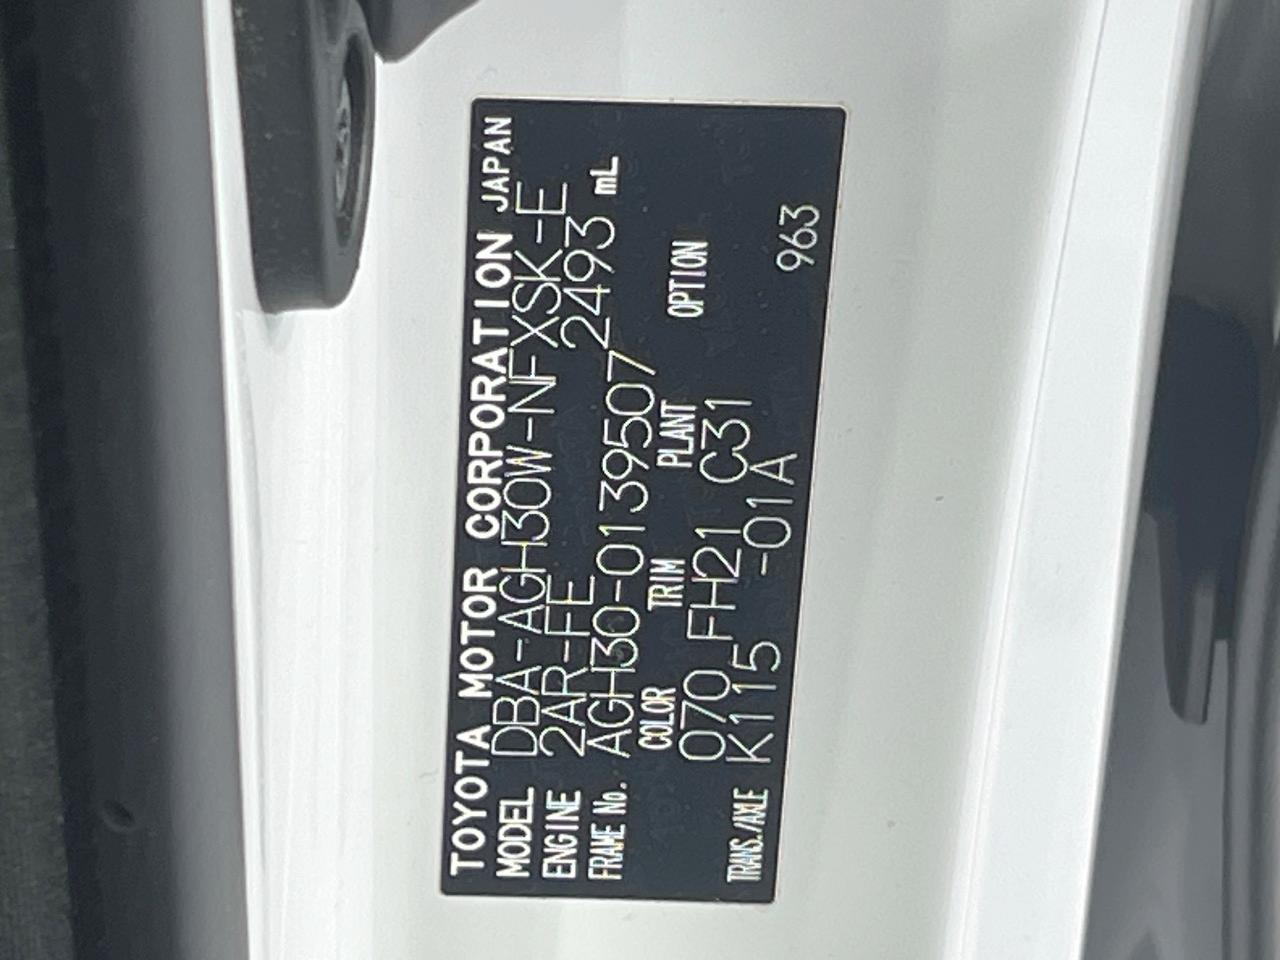 TOYOTA MOTOR CORPORATION JAPAN
MODEL DBA-AGH30W-NFXSK-E
ENGINE 2AR-FE 2493 mL
FRAME No. AGH30-0139507
COLOR TRIM PLANT OPTION
070 FH21 C31
TRANS./AXLE K115 -01A 963